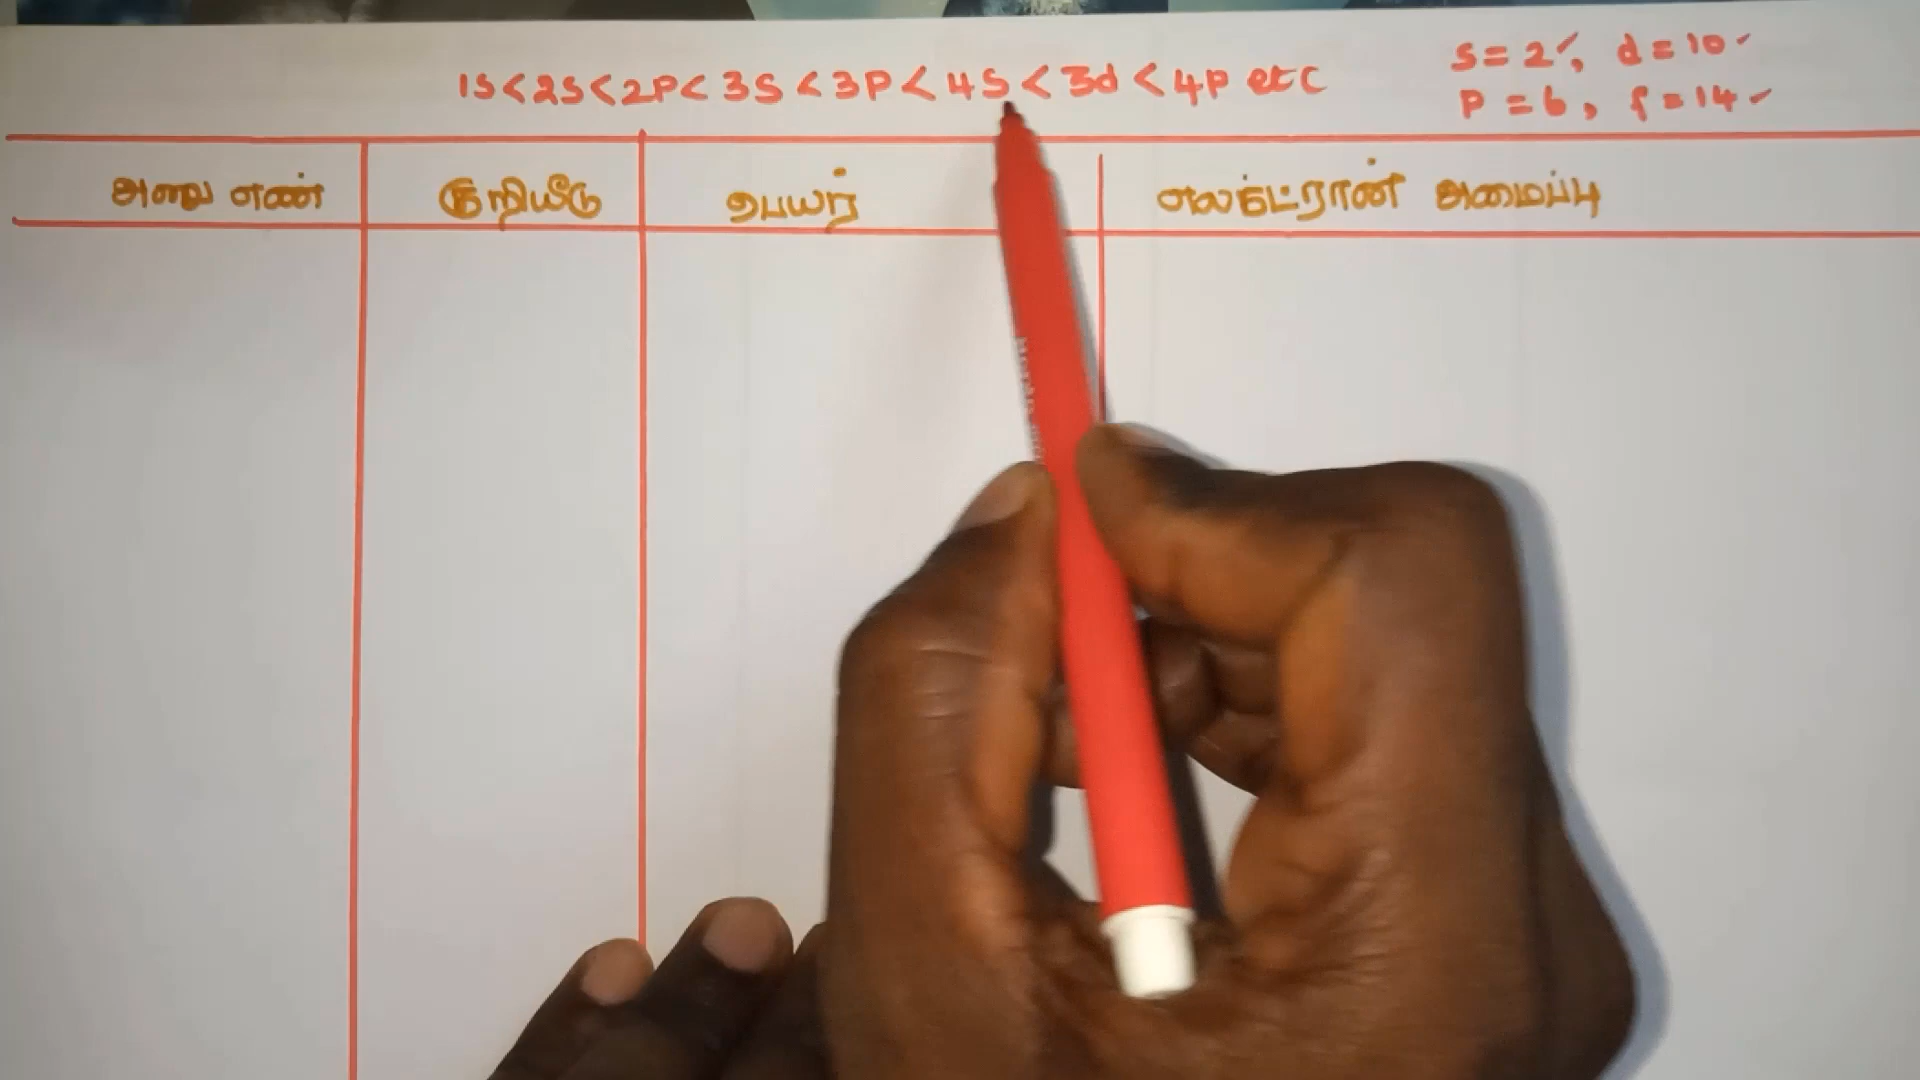 1S<2S<2P<3S<3P<4S<3d<4P etc
S=2, d=10
P=6, f=14
அணு எண் குறியீடு பெயர் எலக்ட்ரான் அமைப்பு